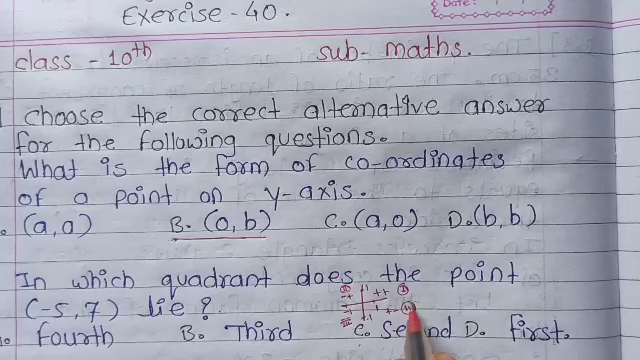 Exercise - 40.
Date:
class - 10th sub- maths.
choose the correct alternative answer
for the following questions.
What is the form of co-ordinates
of a point on y-axis.
(a,a) B. (0,b) C. (a,0) D. (b,b)
In which quadrant does the point
(-5,7) lie?
fourth B. Third C. Second D. first.